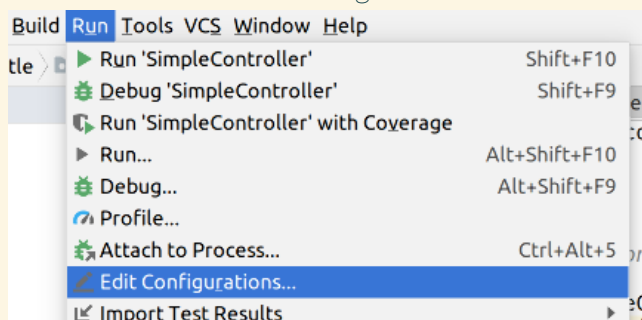 Build Run Tools VCS Window Help
tle
Run 'SimpleController' Shift+F10
Debug 'SimpleController' Shift+F9
Run 'SimpleController' with Coverage
Run... Alt+Shift+F10
Debug... Alt+Shift+F9
Profile...
Attach to Process... Ctrl+Alt+5
Edit Configurations...
Import Test Results